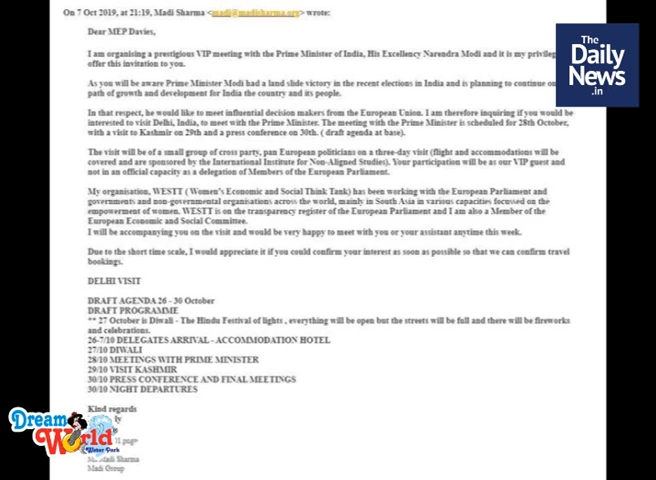 On 7 Oct 2019, at 21:19, Madi Sharma <madi@madisharma.org> wrote:
The
Daily
News
.in
Dear MEP Davies,
I am organising a prestigious VIP meeting with the Prime Minister of India, His Excellency Narendra Modi and it is my privileg
offer this invitation to you.
As you will be aware Prime Minister Modi had a land slide victory in the recent elections in India and is planning to continue on
path of growth and development for India the country and its people.
In that respect, he would like to meet influential decision makers from the European Union. I am therefore inquiring if you would be
interested to visit Delhi, India, to meet with the Prime Minister. The meeting with the Prime Minister is scheduled for 28th October,
with a visit to Kashmir on 29th and a press conference on 30th. ( draft agenda at base).
The visit will be of a small group of cross party, pan European politicians on a three-day visit (flight and accommodations will be
covered and are sponsored by the International Institute for Non-Aligned Studies). Your participation will be as our VIP guest and
not in an official capacity as a delegation of Members of the European Parliament.
My organisation, WESTT ( Women's Economic and Social Think Tank) has been working with the European Parliament and
governments and non-governmental organisations across the world, mainly in South Asia in various capacities focussed on the
empowerment of women. WESTT is on the transparency register of the European Parliament and I am also a Member of the
European Economic and Social Committee.
I will be accompanying you on the visit and would be very happy to meet with you or your assistant anytime this week.
Due to the short time scale, I would appreciate it if you could confirm your interest as soon as possible so that we can confirm travel
bookings.
DELHI VISIT
DRAFT AGENDA 26 - 30 October
DRAFT PROGRAMME
** 27 October is Diwali - The Hindu Festival of lights , everything will be open but the streets will be full and there will be fireworks
and celebrations.
26-7/10 DELEGATES ARRIVAL - ACCOMMODATION HOTEL
27/10 DIWALI
28/10 MEETINGS WITH PRIME MINISTER
29/10 VISIT KASHMIR
30/10 PRESS CONFERENCE AND FINAL MEETINGS
30/10 NIGHT DEPARTURES
Kind regards
Dream
World
Water Park
Madi Sharma
Madi Group